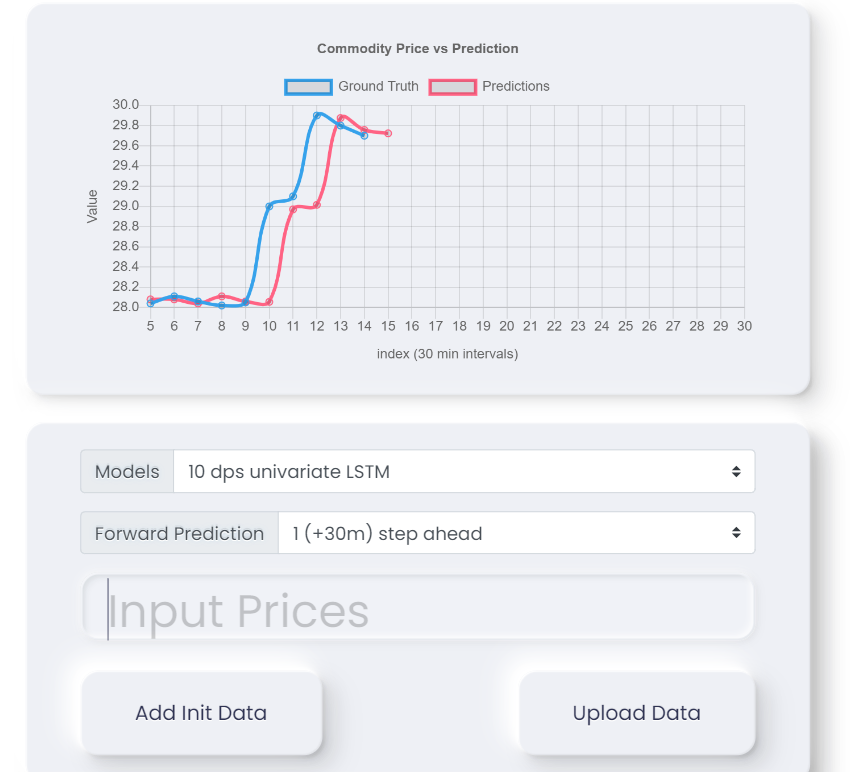 Commodity Price vs Prediction
Ground Truth Predictions
30.0
29.8
29.6
29.4
29.2
29.0
28.8
28.6
28.4
28.2
28.0
Value
5 6 7 8 9 10 11 12 13 14 15 16 17 18 19 20 21 22 23 24 25 26 27 28 29 30
index (30 min intervals)
Models 10 dps univariate LSTM
Forward Prediction 1 (+30m) step ahead
Input Prices
Add Init Data Upload Data